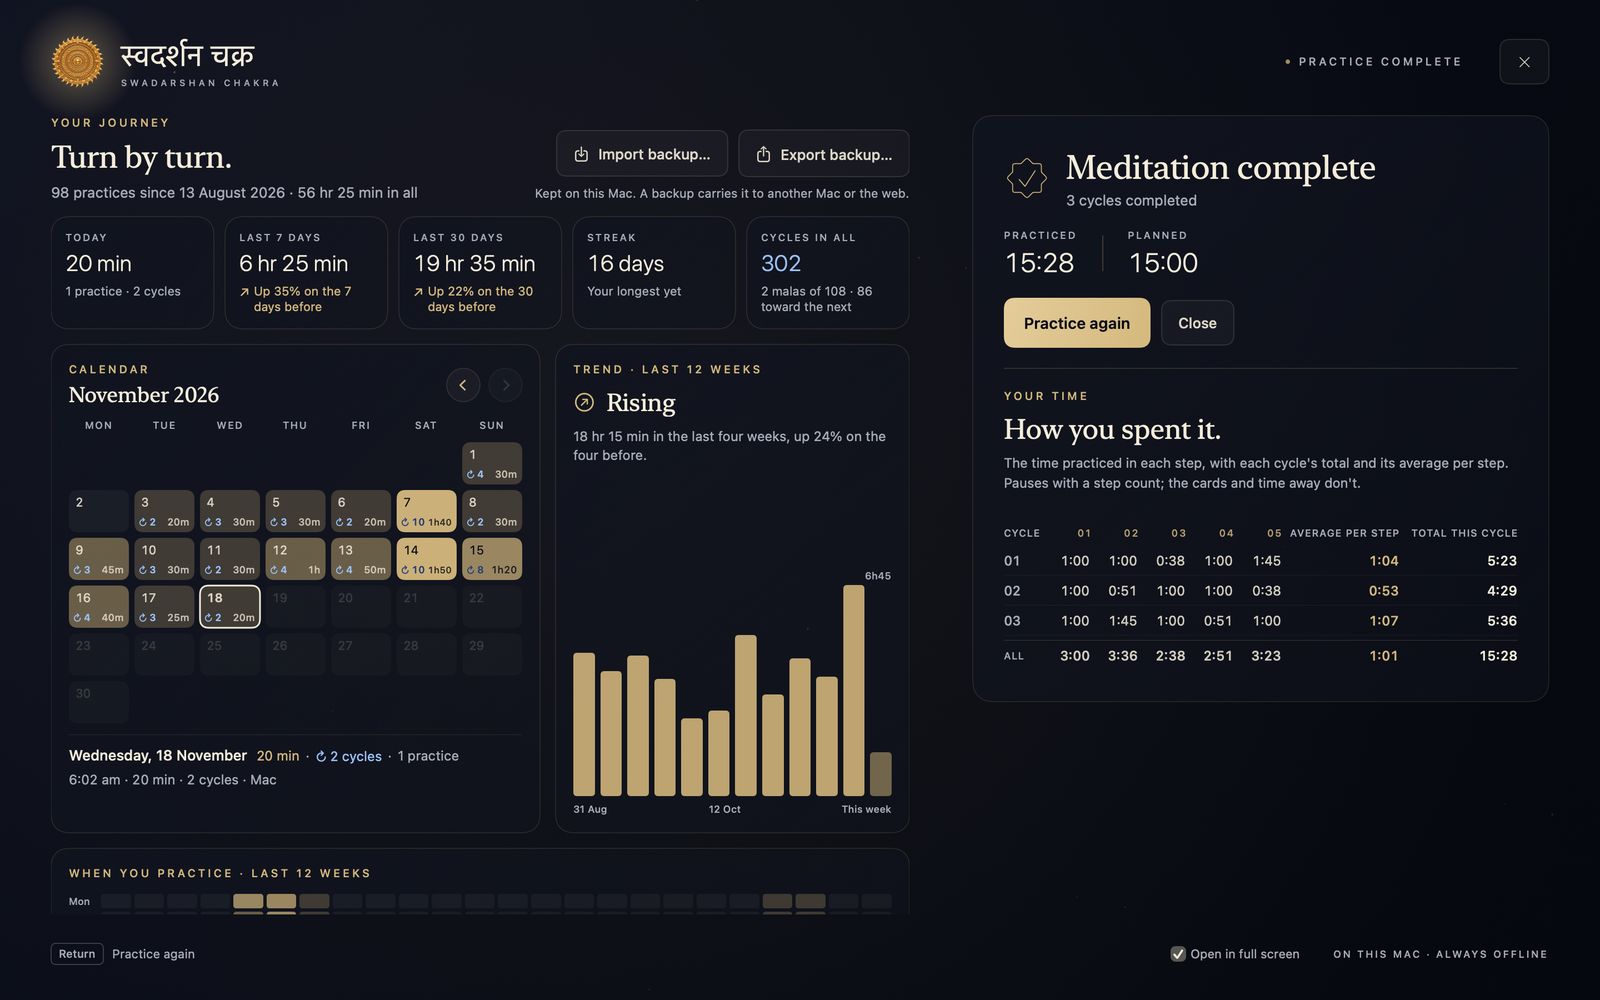 स्वदर्शन चक्र
SWADARSHAN CHAKRA
• PRACTICE COMPLETE
YOUR JOURNEY
Turn by turn.
98 practices since 13 August 2026 · 56 hr 25 min in all
Import backup...
Export backup...
Kept on this Mac. A backup carries it to another Mac or the web.
TODAY
20 min
1 practice · 2 cycles
LAST 7 DAYS
6 hr 25 min
↗ Up 35% on the 7
days before
LAST 30 DAYS
19 hr 35 min
↗ Up 22% on the 30
days before
STREAK
16 days
Your longest yet
CYCLES IN ALL
302
2 malas of 108 · 86
toward the next
CALENDAR
November 2026
MON TUE WED THU FRI SAT SUN
1
↻ 4 30m
2 3 4 5 6 7 8
↻ 2 20m ↻ 3 30m ↻ 3 30m ↻ 2 20m ↻ 10 1h40 ↻ 2 30m
9 10 11 12 13 14 15
↻ 3 45m ↻ 3 30m ↻ 2 30m ↻ 4 1h ↻ 4 50m ↻ 10 1h50 ↻ 8 1h20
16 17 18 19 20 21 22
↻ 4 40m ↻ 3 25m ↻ 2 20m
23 24 25 26 27 28 29
30
Wednesday, 18 November 20 min · ↻ 2 cycles · 1 practice
6:02 am · 20 min · 2 cycles · Mac
TREND · LAST 12 WEEKS
Rising
18 hr 15 min in the last four weeks, up 24% on the
four before.
6h45
31 Aug 12 Oct This week
WHEN YOU PRACTICE · LAST 12 WEEKS
Mon
Meditation complete
3 cycles completed
PRACTICED PLANNED
15:28 15:00
Practice again Close
YOUR TIME
How you spent it.
The time practiced in each step, with each cycle's total and its average per step.
Pauses with a step count; the cards and time away don't.
CYCLE 01 02 03 04 05 AVERAGE PER STEP TOTAL THIS CYCLE
01 1:00 1:00 0:38 1:00 1:45 1:04 5:23
02 1:00 0:51 1:00 1:00 0:38 0:53 4:29
03 1:00 1:45 1:00 0:51 1:00 1:07 5:36
ALL 3:00 3:36 2:38 2:51 3:23 1:01 15:28
Return Practice again
Open in full screen
ON THIS MAC · ALWAYS OFFLINE